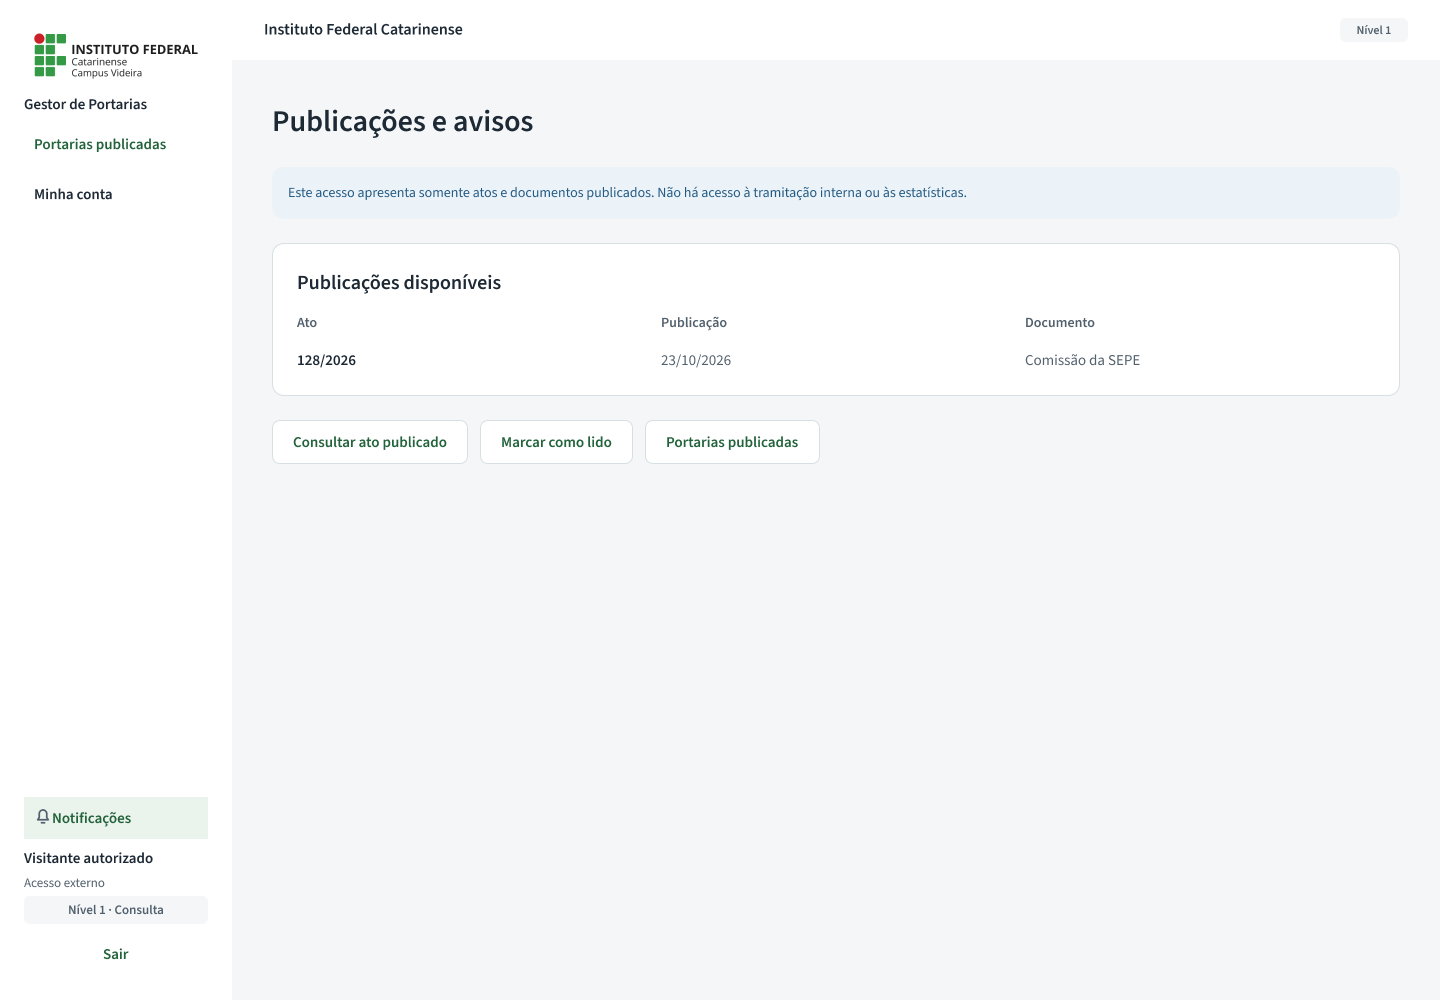 INSTITUTO FEDERAL
Catarinense
Campus Videira
Gestor de Portarias
Portarias publicadas
Minha conta
Notificações
Visitante autorizado
Acesso externo
Nível 1 · Consulta
Sair
Instituto Federal Catarinense
Nível 1
Publicações e avisos
Este acesso apresenta somente atos e documentos publicados. Não há acesso à tramitação interna ou às estatísticas.
Publicações disponíveis
Ato Publicação Documento
128/2026 23/10/2026 Comissão da SEPE
Consultar ato publicado Marcar como lido Portarias publicadas